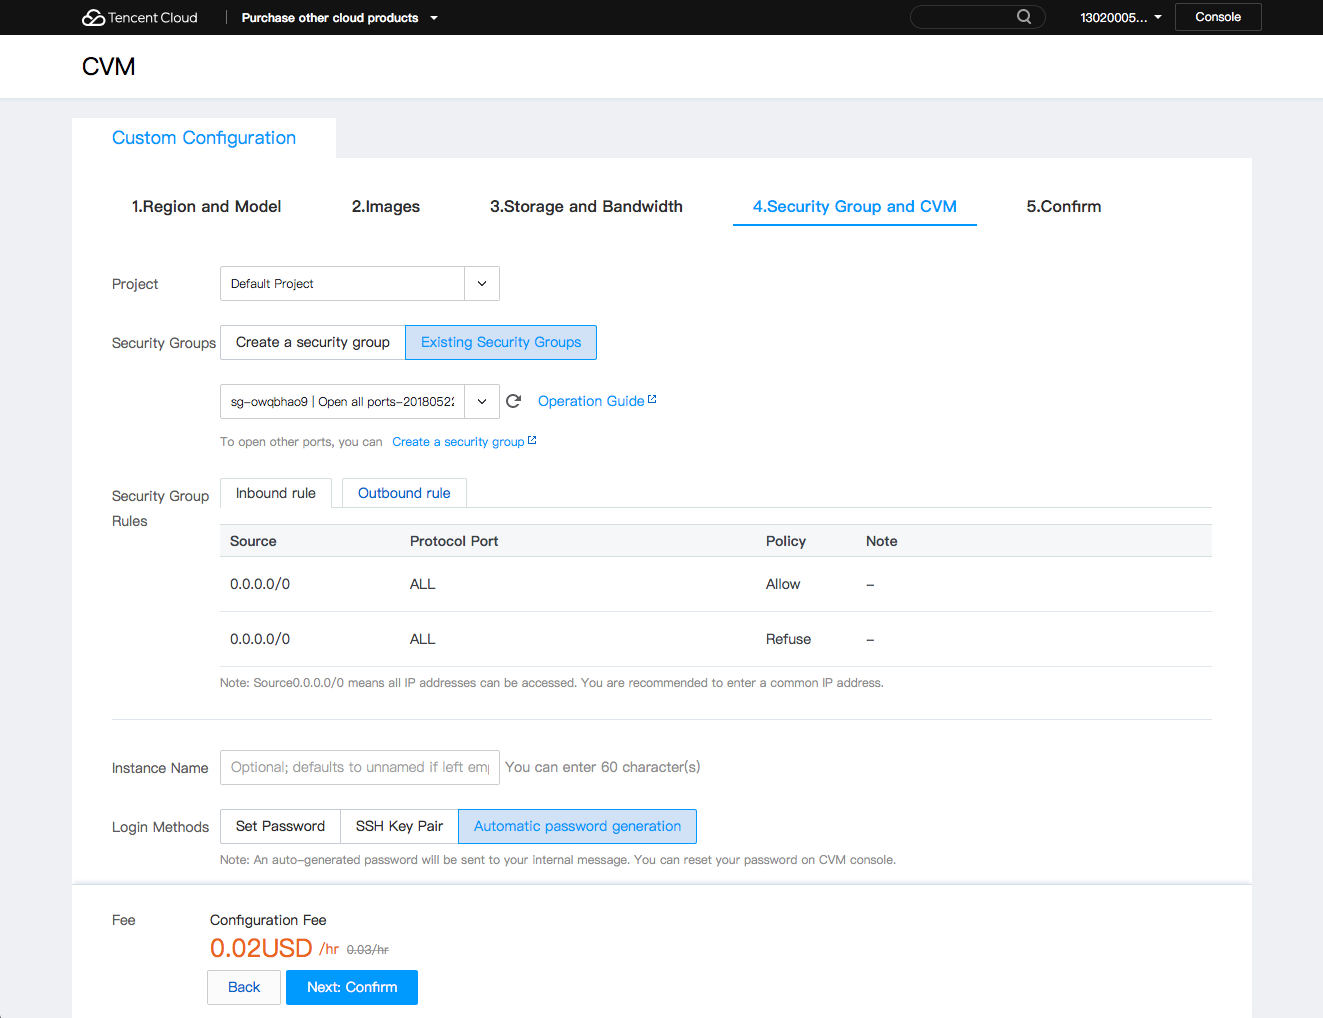 Tencent Cloud Purchase other cloud products 13020005... Console
CVM
Custom Configuration
1.Region and Model 2.Images 3.Storage and Bandwidth 4.Security Group and CVM 5.Confirm
Project Default Project
Security Groups Create a security group Existing Security Groups
sg-owqbhao9 | Open all ports-20180522 Operation Guide
To open other ports, you can Create a security group
Security Group Rules Inbound rule Outbound rule
Source Protocol Port Policy Note
0.0.0.0/0 ALL Allow -
0.0.0.0/0 ALL Refuse -
Note: Source0.0.0.0/0 means all IP addresses can be accessed. You are recommended to enter a common IP address.
Instance Name Optional; defaults to unnamed if left emp You can enter 60 character(s)
Login Methods Set Password SSH Key Pair Automatic password generation
Note: An auto-generated password will be sent to your internal message. You can reset your password on CVM console.
Fee Configuration Fee
0.02USD /hr 0.03/hr
Back Next: Confirm